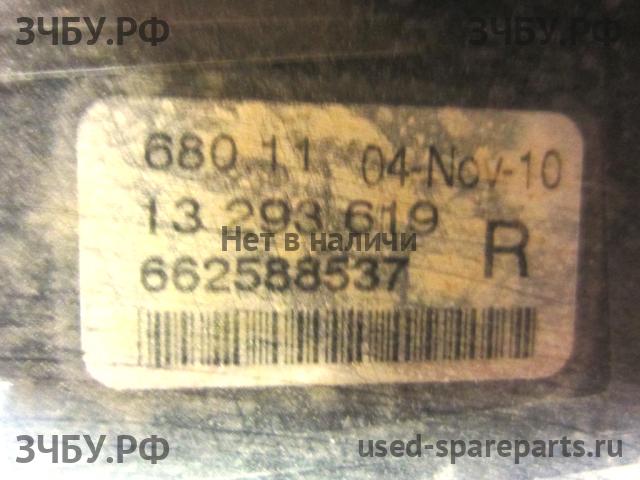 ЗЧБУ.РФ ЗЧБУ.РФ
680 11 04-Nov-10
13 293 619
Нет в наличи
R
662588537
ЗЧБУ.РФ used-spareparts.ru